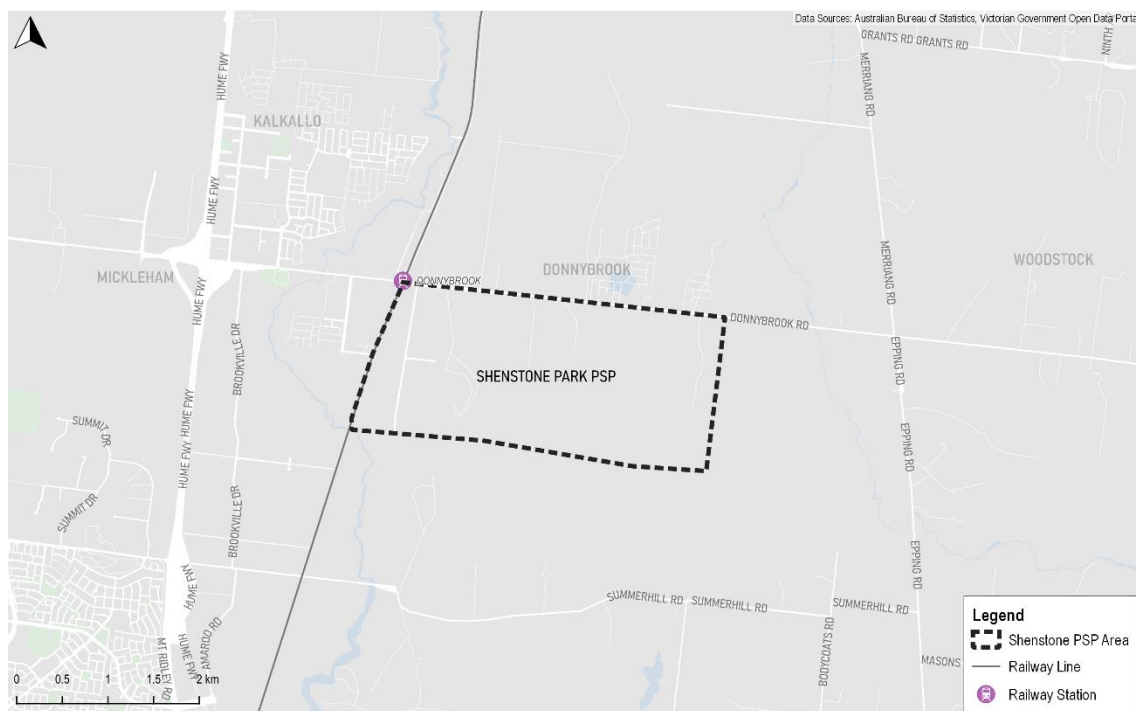 Data Sources: Australian Bureau of Statistics, Victorian Government Open Data Porta
GRANTS RD GRANTS RD
NINTH A
HUME FWY
MERRIANG RD
KALKALLO
HUME FWY
MICKLEHAM
HUME FWY
DONNYBROOK
DONNYBROOK
MERRIANG RD
WOODSTOCK
DONNYBROOK RD
BROOKVILLE DR
EPPING RD
SHENSTONE PARK PSP
SUMMIT DR
HUME FWY HUME FWY
EPPING RD
SUMMIT DR
BROOKVILLE DR
EPPING RD
HUME FWY
SUMMERHILL RD SUMMERHILL RD
SUMMERHILL RD
AMAROO RD
MT RIDLEY RD
HUME FWY
BODYCOATS RD
MASONS
Legend
Shenstone PSP Area
Railway Line
Railway Station
0 0.5 1 1.5 2 km